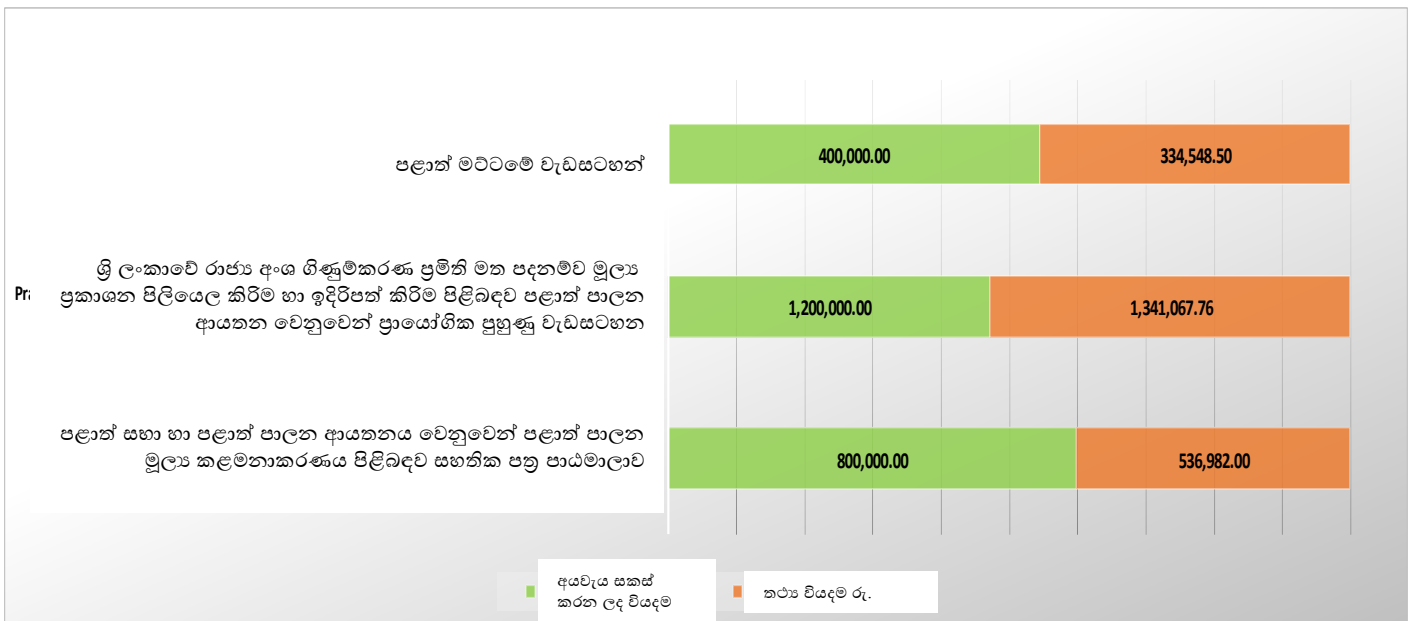 පළාත් මට්ටමේ වැඩසටහන්
400,000.00
334,548.50
ශ්‍රි ලංකාවේ රාජ්‍ය අංශ ගිණුම්කරණ ප්‍රමිති මත පදනම්ව මූල්‍ය
ප්‍රකාශන පිලියෙල කිරිම හා ඉදිරිපත් කිරිම පිළිබඳව පළාත් පාලන
ආයතන වෙනුවෙන් ප්‍රායෝගික පුහුණු වැඩසටහන
1,200,000.00
1,341,067.76
පළාත් සභා හා පළාත් පාලන ආයතනය වෙනුවෙන් පළාත් පාලන
මූල්‍ය කළමනාකරණය පිළිබඳව සහතික පත්‍ර පාඨමාලාව
800,000.00
536,982.00
අයවැය සකස්
කරන ලද වියදම
තථ්‍ය වියදම රු.